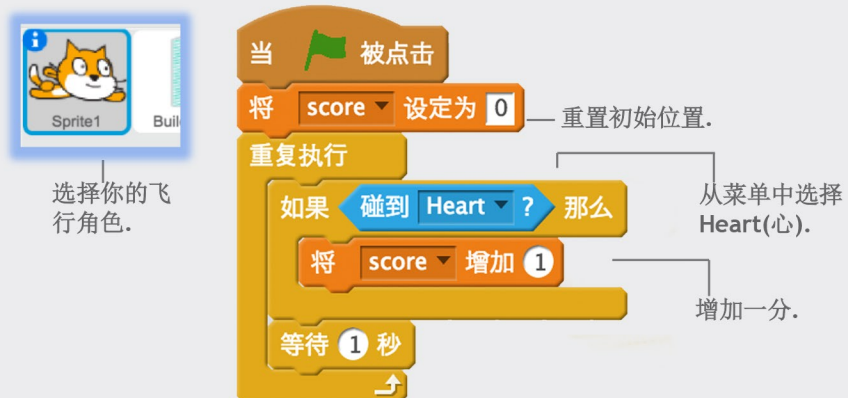 Sprite1
Buil
选择你的飞
行角色.
当 被点击
将 score 设定为 0
重置初始位置.
重复执行
如果 碰到 Heart ? 那么
将 score 增加 1
等待 1 秒
从菜单中选择
Heart(心).
增加一分.